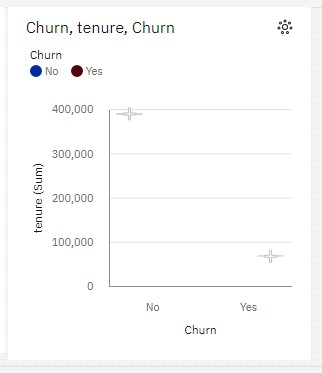 Churn, tenure, Churn
Churn
No Yes
400,000
300,000
200,000
100,000
0
tenure (Sum)
No Yes
Churn